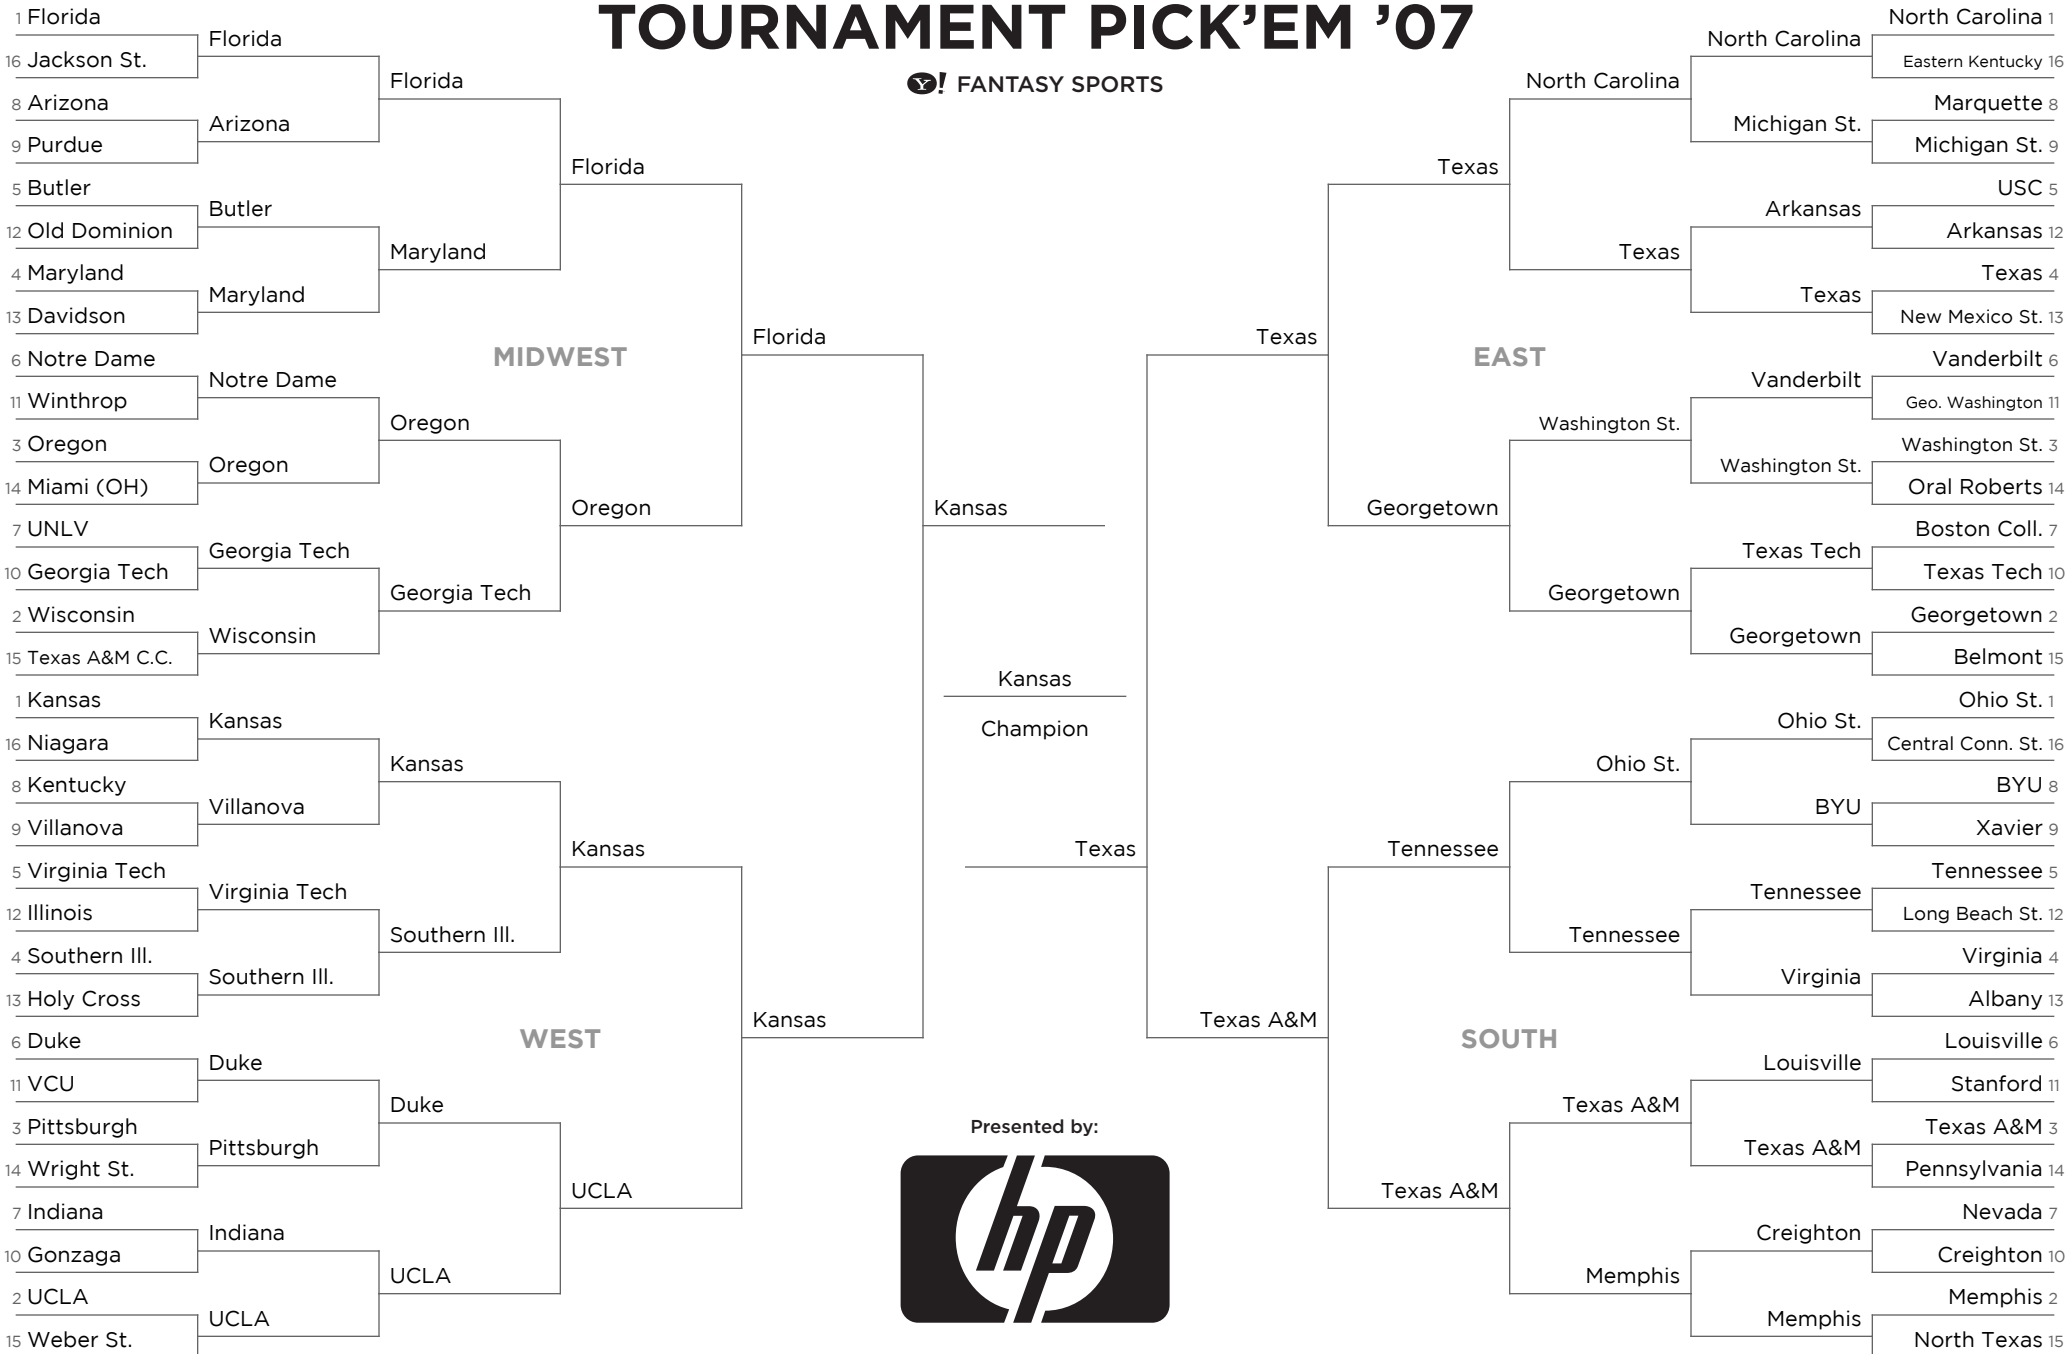 TOURNAMENT PICK'EM '07
Y! FANTASY SPORTS
1 Florida
16 Jackson St.
8 Arizona
9 Purdue
5 Butler
12 Old Dominion
4 Maryland
13 Davidson
6 Notre Dame
11 Winthrop
3 Oregon
14 Miami (OH)
7 UNLV
10 Georgia Tech
2 Wisconsin
15 Texas A&M C.C.
1 Kansas
16 Niagara
8 Kentucky
9 Villanova
5 Virginia Tech
12 Illinois
4 Southern Ill.
13 Holy Cross
6 Duke
11 VCU
3 Pittsburgh
14 Wright St.
7 Indiana
10 Gonzaga
2 UCLA
15 Weber St.
Florida
Arizona
Butler
Maryland
Notre Dame
Oregon
Georgia Tech
Wisconsin
Kansas
Villanova
Virginia Tech
Southern Ill.
Duke
Pittsburgh
Indiana
UCLA
Florida
Maryland
Oregon
Georgia Tech
Kansas
Southern Ill.
Duke
UCLA
Florida
MIDWEST
Oregon
Kansas
WEST
UCLA
Florida
Kansas
Kansas
Kansas
Champion
Texas
Presented by:
hp
Texas
Texas A&M
Texas
EAST
Georgetown
Tennessee
SOUTH
Texas A&M
North Carolina
Texas
Washington St.
Georgetown
Ohio St.
Tennessee
Texas A&M
Memphis
North Carolina
Michigan St.
Arkansas
Texas
Vanderbilt
Washington St.
Texas Tech
Georgetown
Ohio St.
BYU
Tennessee
Virginia
Louisville
Texas A&M
Creighton
Memphis
North Carolina 1
Eastern Kentucky 16
Marquette 8
Michigan St. 9
USC 5
Arkansas 12
Texas 4
New Mexico St. 13
Vanderbilt 6
Geo. Washington 11
Washington St. 3
Oral Roberts 14
Boston Coll. 7
Texas Tech 10
Georgetown 2
Belmont 15
Ohio St. 1
Central Conn. St. 16
BYU 8
Xavier 9
Tennessee 5
Long Beach St. 12
Virginia 4
Albany 13
Louisville 6
Stanford 11
Texas A&M 3
Pennsylvania 14
Nevada 7
Creighton 10
Memphis 2
North Texas 15